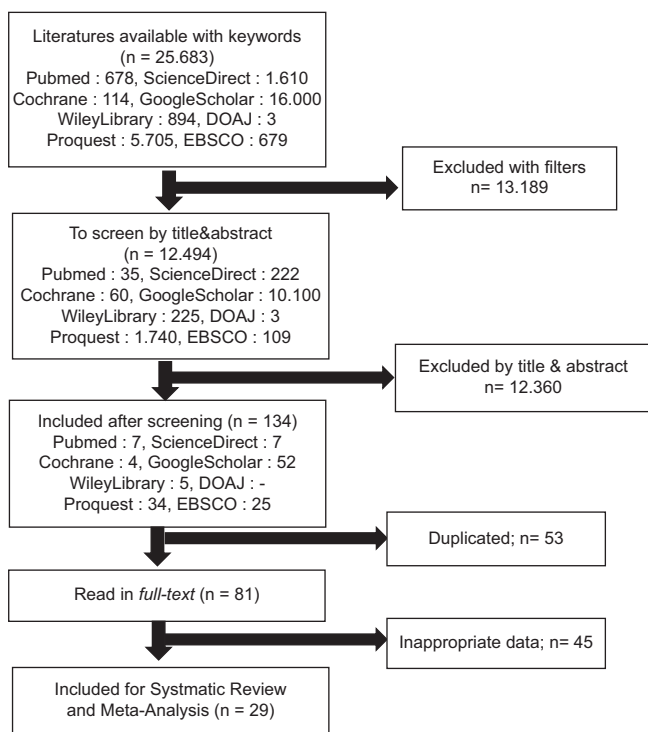 Literatures available with keywords
(n = 25.683)
Pubmed : 678, ScienceDirect : 1.610
Cochrane : 114, GoogleScholar : 16.000
WileyLibrary : 894, DOAJ : 3
Proquest : 5.705, EBSCO : 679
Excluded with filters
n= 13.189
To screen by title&abstract
(n = 12.494)
Pubmed : 35, ScienceDirect : 222
Cochrane : 60, GoogleScholar : 10.100
WileyLibrary : 225, DOAJ : 3
Proquest : 1.740, EBSCO : 109
Excluded by title & abstract
n= 12.360
Included after screening (n = 134)
Pubmed : 7, ScienceDirect : 7
Cochrane : 4, GoogleScholar : 52
WileyLibrary : 5, DOAJ : -
Proquest : 34, EBSCO : 25
Duplicated; n= 53
Read in full-text (n = 81)
Inappropriate data; n= 45
Included for Systmatic Review
and Meta-Analysis (n = 29)